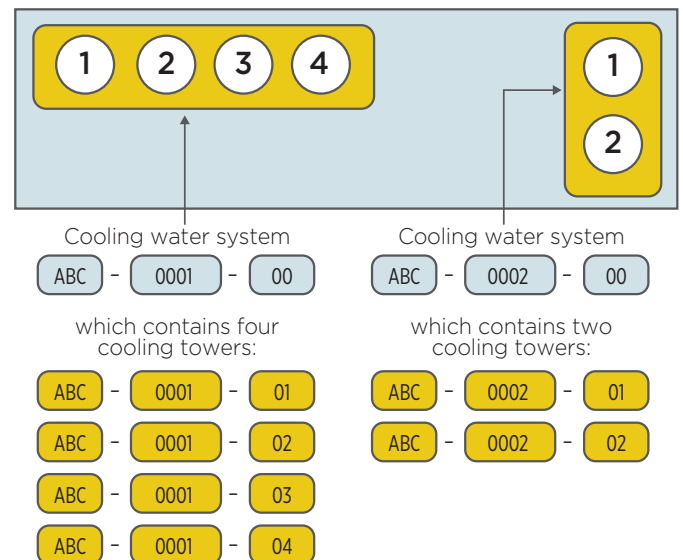 1 2 3 4
1
2
Cooling water system
ABC - 0001 - 00
which contains four
cooling towers:
ABC - 0001 - 01
ABC - 0001 - 02
ABC - 0001 - 03
ABC - 0001 - 04
Cooling water system
ABC - 0002 - 00
which contains two
cooling towers:
ABC - 0002 - 01
ABC - 0002 - 02